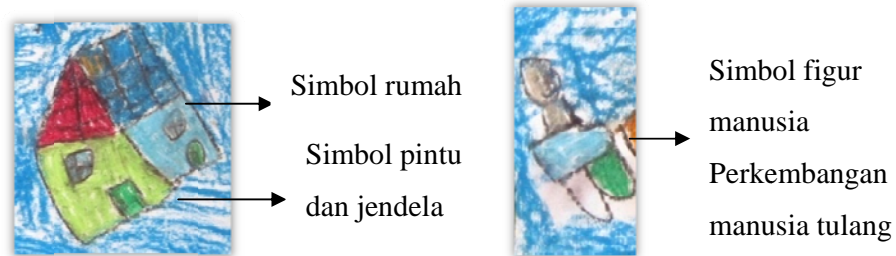 Simbol rumah
Simbol pintu
dan jendela
Simbol figur
manusia
Perkembangan
manusia tulang